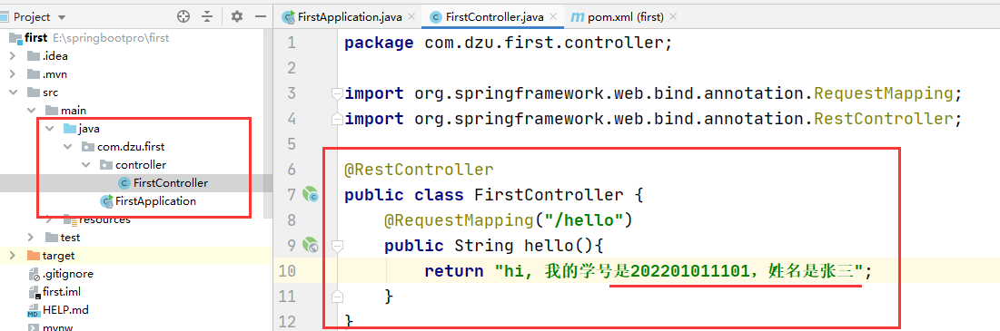 Project
first E:\springbootpro\first
.idea
.mvn
src
main
java
com.dzu.first
controller
FirstController
FirstApplication
resources
test
target
.gitignore
first.iml
HELP.md
mvnw
FirstApplication.java
FirstController.java
pom.xml (first)
1 package com.dzu.first.controller;
2
3 import org.springframework.web.bind.annotation.RequestMapping;
4 import org.springframework.web.bind.annotation.RestController;
5
6 @RestController
7 public class FirstController {
8 @RequestMapping("/hello")
9 public String hello(){
10 return "hi, 我的学号是202201011101，姓名是张三";
11 }
12 }